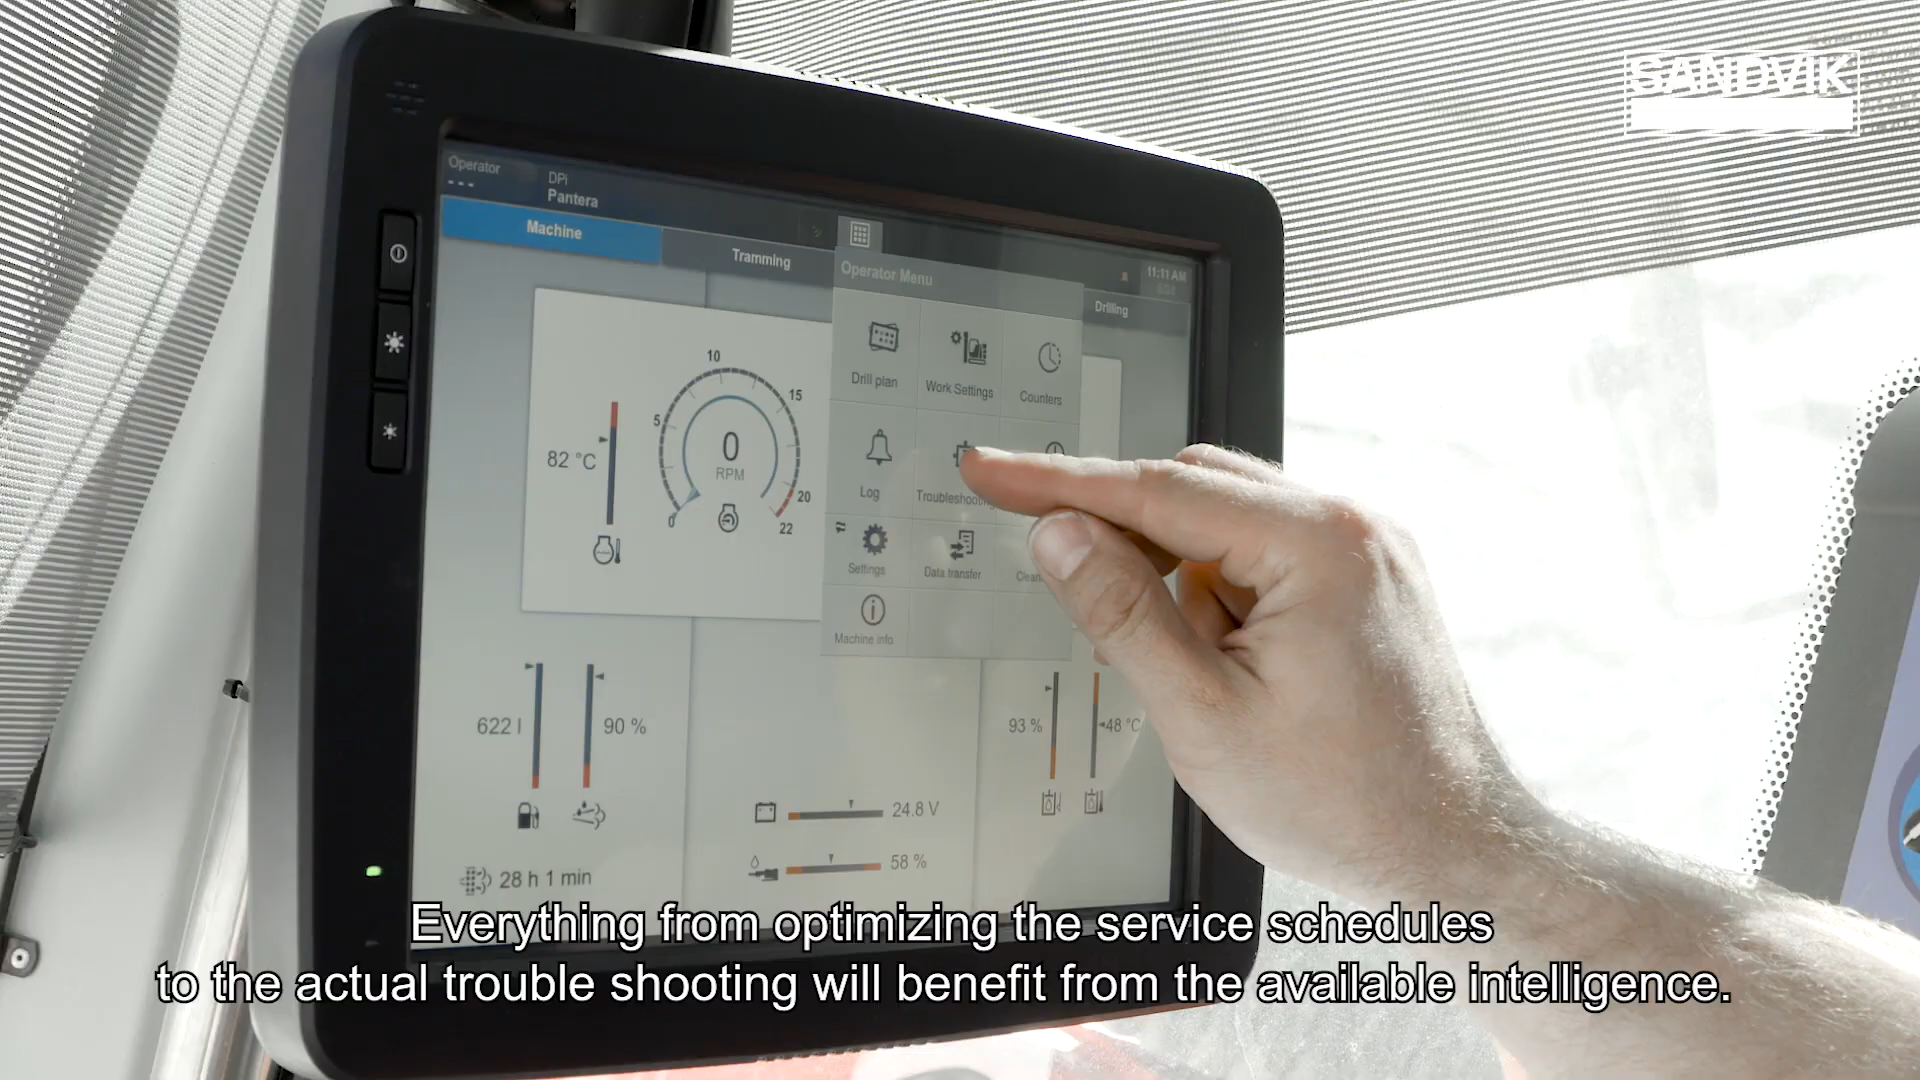 SANDVIK
Operator
---
DPi
Pantera
Machine
Tramming
Operator Menu
11:11 AM
Drilling
Drill plan
Work Settings
Counters
Log
Troubleshooting
Settings
Data transfer
Machine info
82 °C
0
5
10
15
20
22
0
RPM
622 l
90 %
93 %
48 °C
24.8 V
58 %
28 h 1 min
Everything from optimizing the service schedules
to the actual trouble shooting will benefit from the available intelligence.